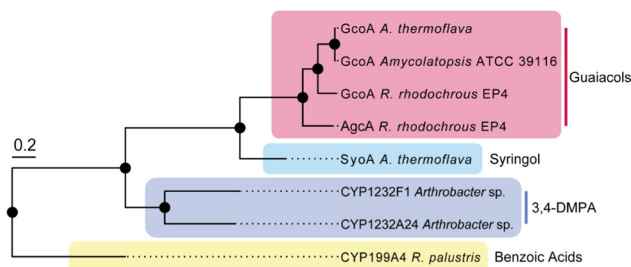 GcoA A. thermoflava
GcoA Amycolatopsis ATCC 39116
Guaiacols
GcoA R. rhodochrous EP4
AgcA R. rhodochrous EP4
0.2
SyoA A. thermoflava Syringol
CYP1232F1 Arthrobacter sp.
3,4-DMPA
CYP1232A24 Arthrobacter sp.
CYP199A4 R. palustris Benzoic Acids